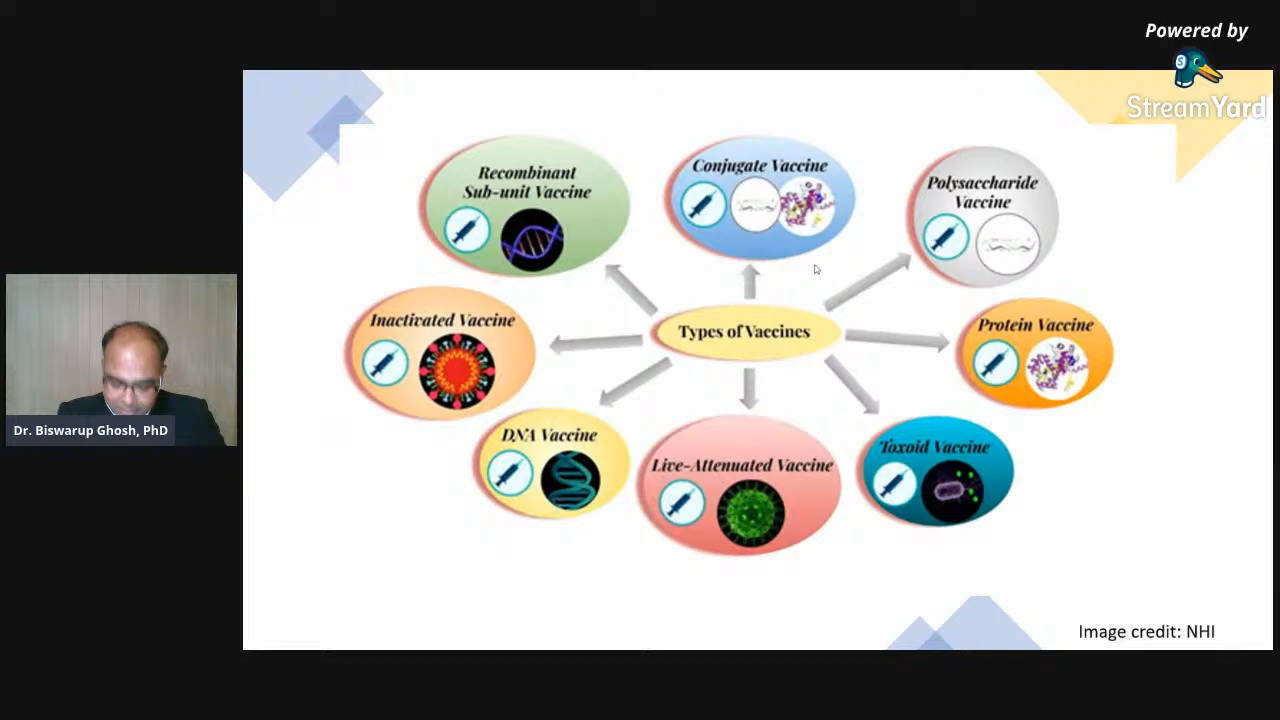 Powered by
StreamYard
Recombinant
Sub-unit Vaccine
Conjugate Vaccine
Polysaccharide
Vaccine
Inactivated Vaccine
Types of Vaccines
Protein Vaccine
DNA Vaccine
Live-Attenuated Vaccine
Toxoid Vaccine
Dr. Biswarup Ghosh, PhD
Image credit: NHI